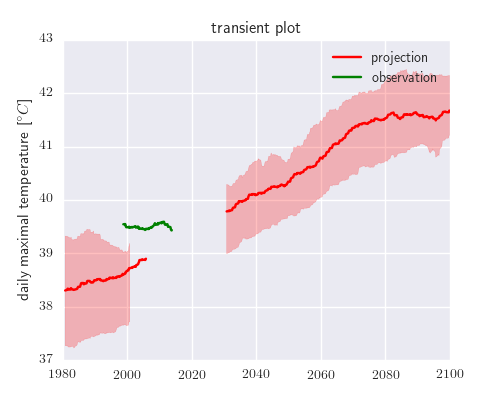 transient plot
43
42
41
40
39
38
37
daily maximal temperature [°C]
projection
observation
1980 2000 2020 2040 2060 2080 2100